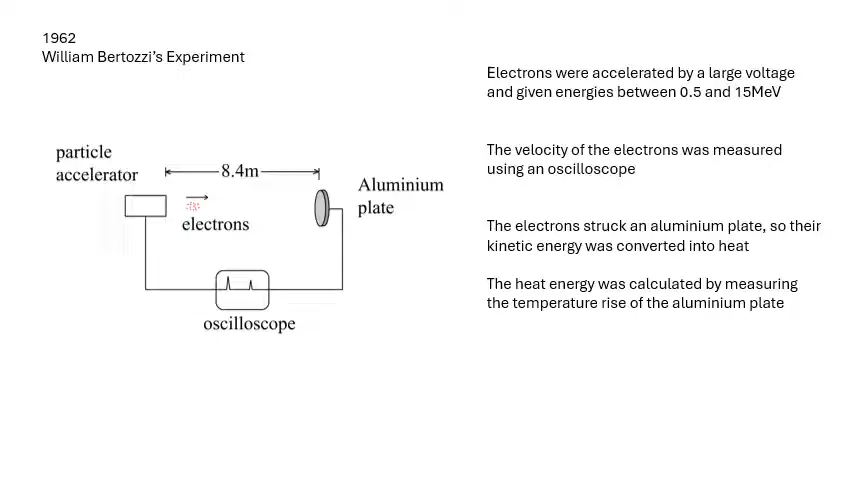 1962
William Bertozzi's Experiment
Electrons were accelerated by a large voltage
and given energies between 0.5 and 15MeV
The velocity of the electrons was measured
using an oscilloscope
The electrons struck an aluminium plate, so their
kinetic energy was converted into heat
The heat energy was calculated by measuring
the temperature rise of the aluminium plate
particle
accelerator
8.4m
Aluminium
plate
electrons
oscilloscope